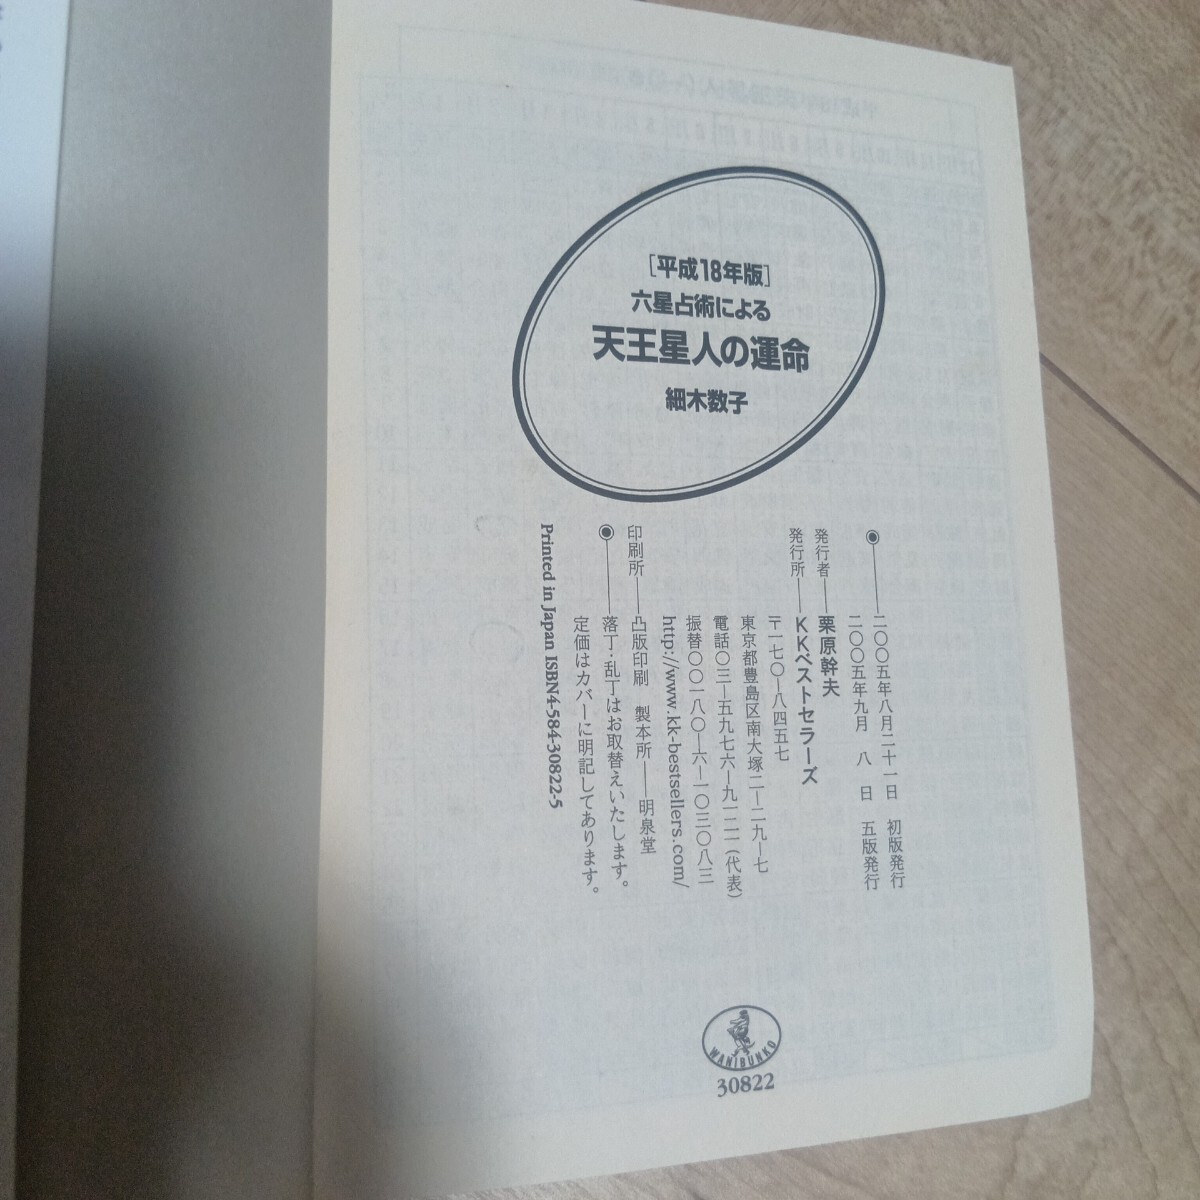 [平成18年版]
六星占術による
天王星人の運命
細木数子
◉――二〇〇五年八月二十一日 初版発行
二〇〇五年九月 八 日 五版発行
発行者――栗原幹夫
発行所――KKベストセラーズ
〒一七〇―八四五七
東京都豊島区南大塚二―二九―七
電話〇三―五九七六―九一二一(代表)
振替〇〇一八〇―六―一〇三〇八三
http://www.kk-bestsellers.com/
印刷所――凸版印刷 製本所――明泉堂
◉――落丁・乱丁はお取替えいたします。
定価はカバーに明記してあります。
Printed in Japan ISBN4-584-30822-5
WANIBUNKO
30822